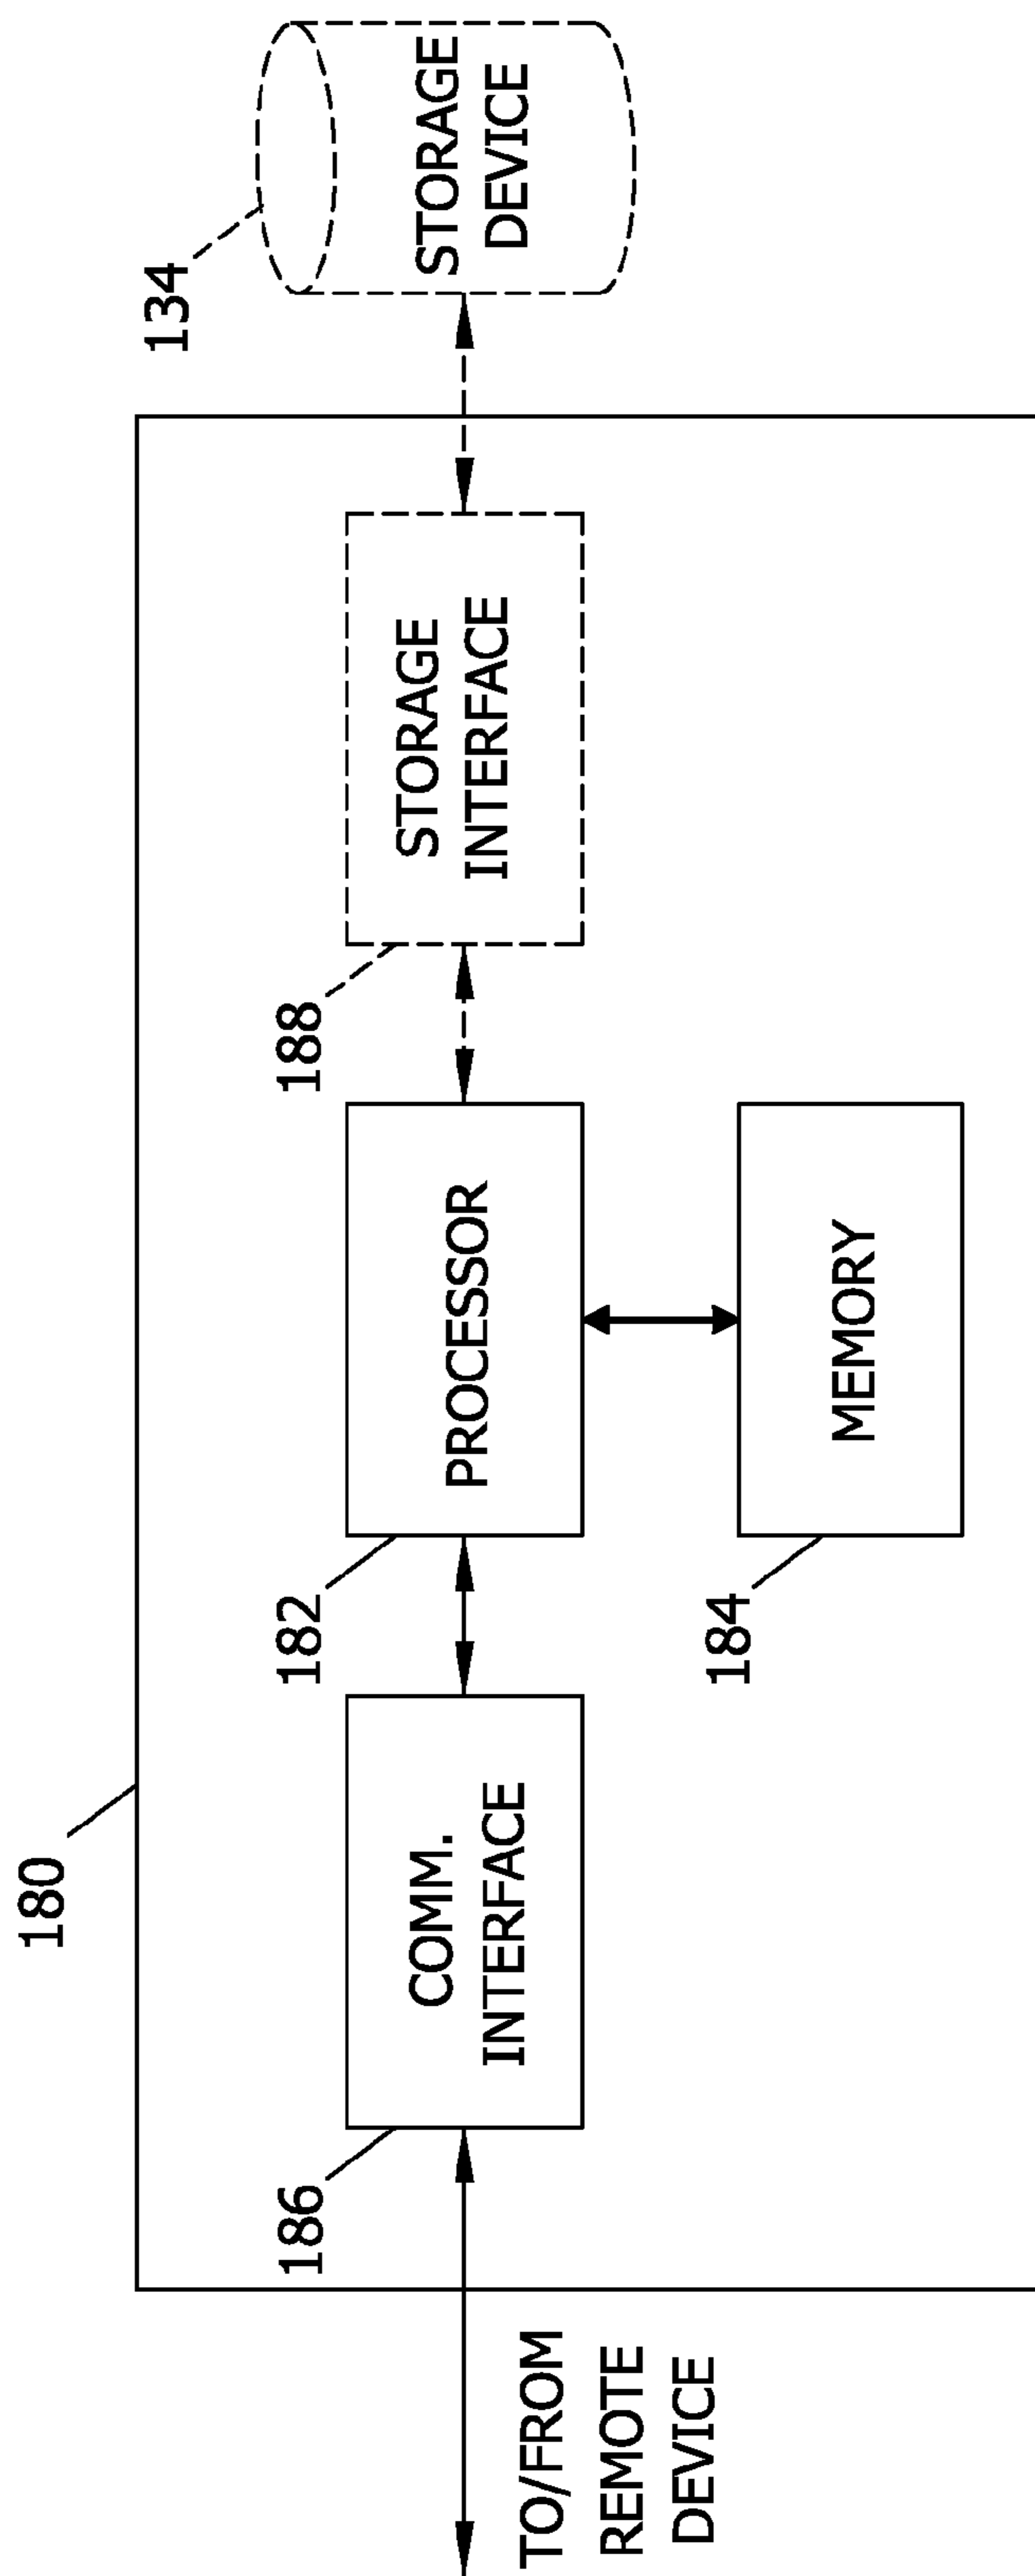 180
134
186
182
188
COMM.
INTERFACE
PROCESSOR
STORAGE
INTERFACE
STORAGE
DEVICE
TO/FROM
REMOTE
DEVICE
184
MEMORY